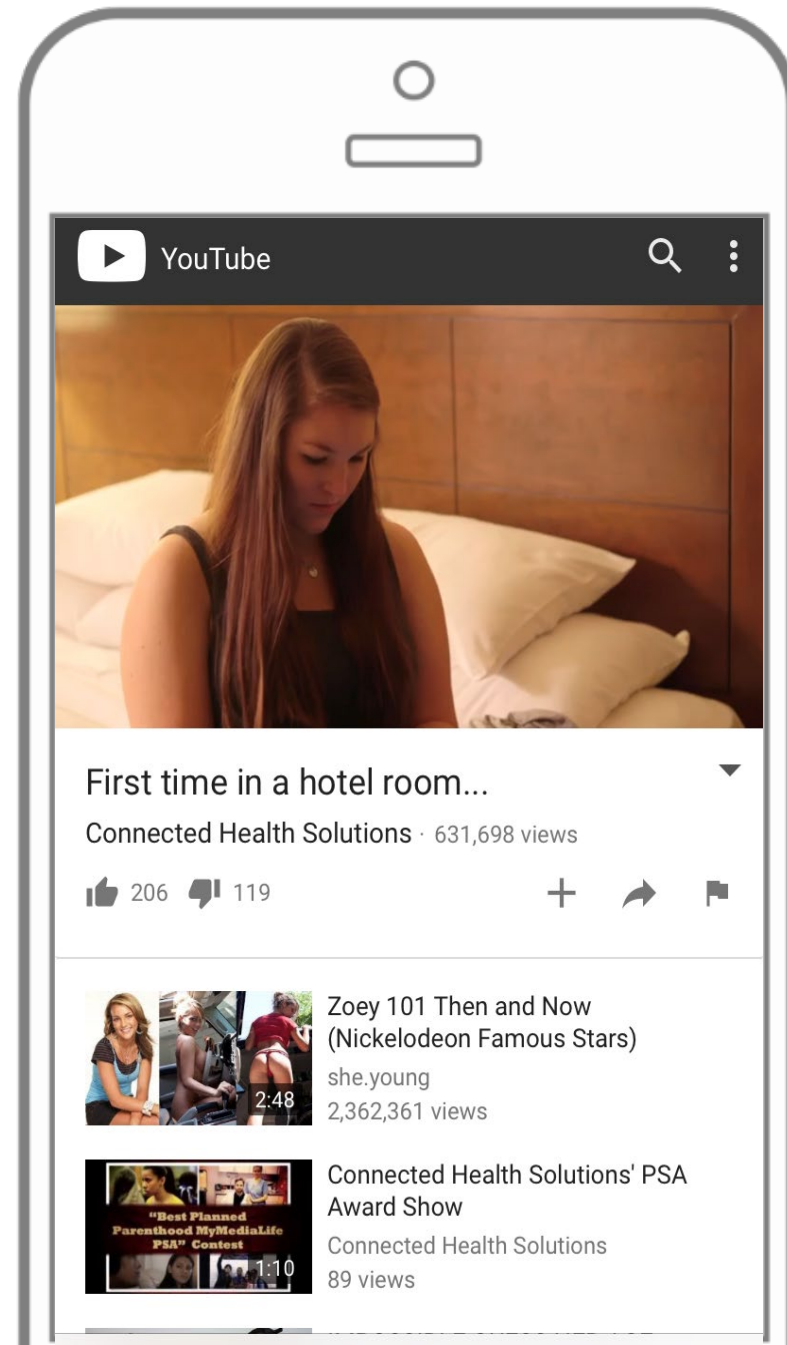 YouTube
First time in a hotel room...
Connected Health Solutions · 631,698 views
206 119
Zoey 101 Then and Now
(Nickelodeon Famous Stars)
she.young
2,362,361 views
2:48
Connected Health Solutions' PSA
Award Show
Connected Health Solutions
89 views
"Best Planned
Parenthood MyMediaLife
PSA" Contest
1:10